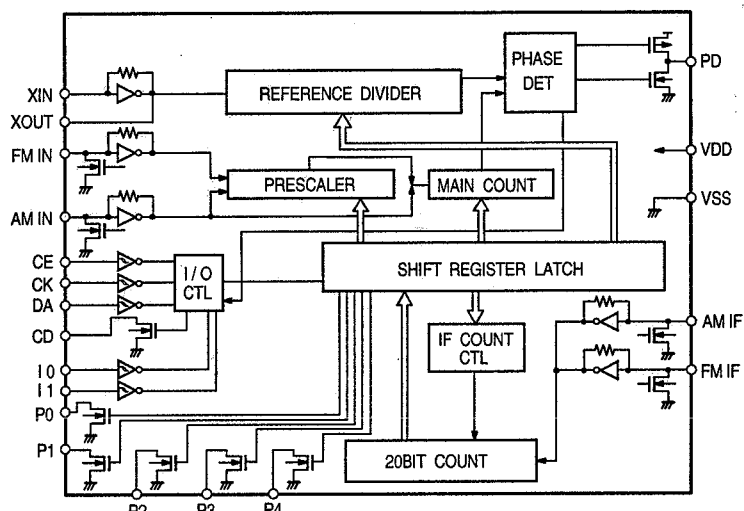 XIN
XOUT
FM IN
AM IN
CE
CK
DA
CD
I0
I1
P0
P1
P2
P3
P4
REFERENCE DIVIDER
PHASE
DET
PRESCALER
MAIN COUNT
I/O
CTL
SHIFT REGISTER LATCH
IF COUNT
CTL
20BIT COUNT
PD
VDD
VSS
AM IF
FM IF